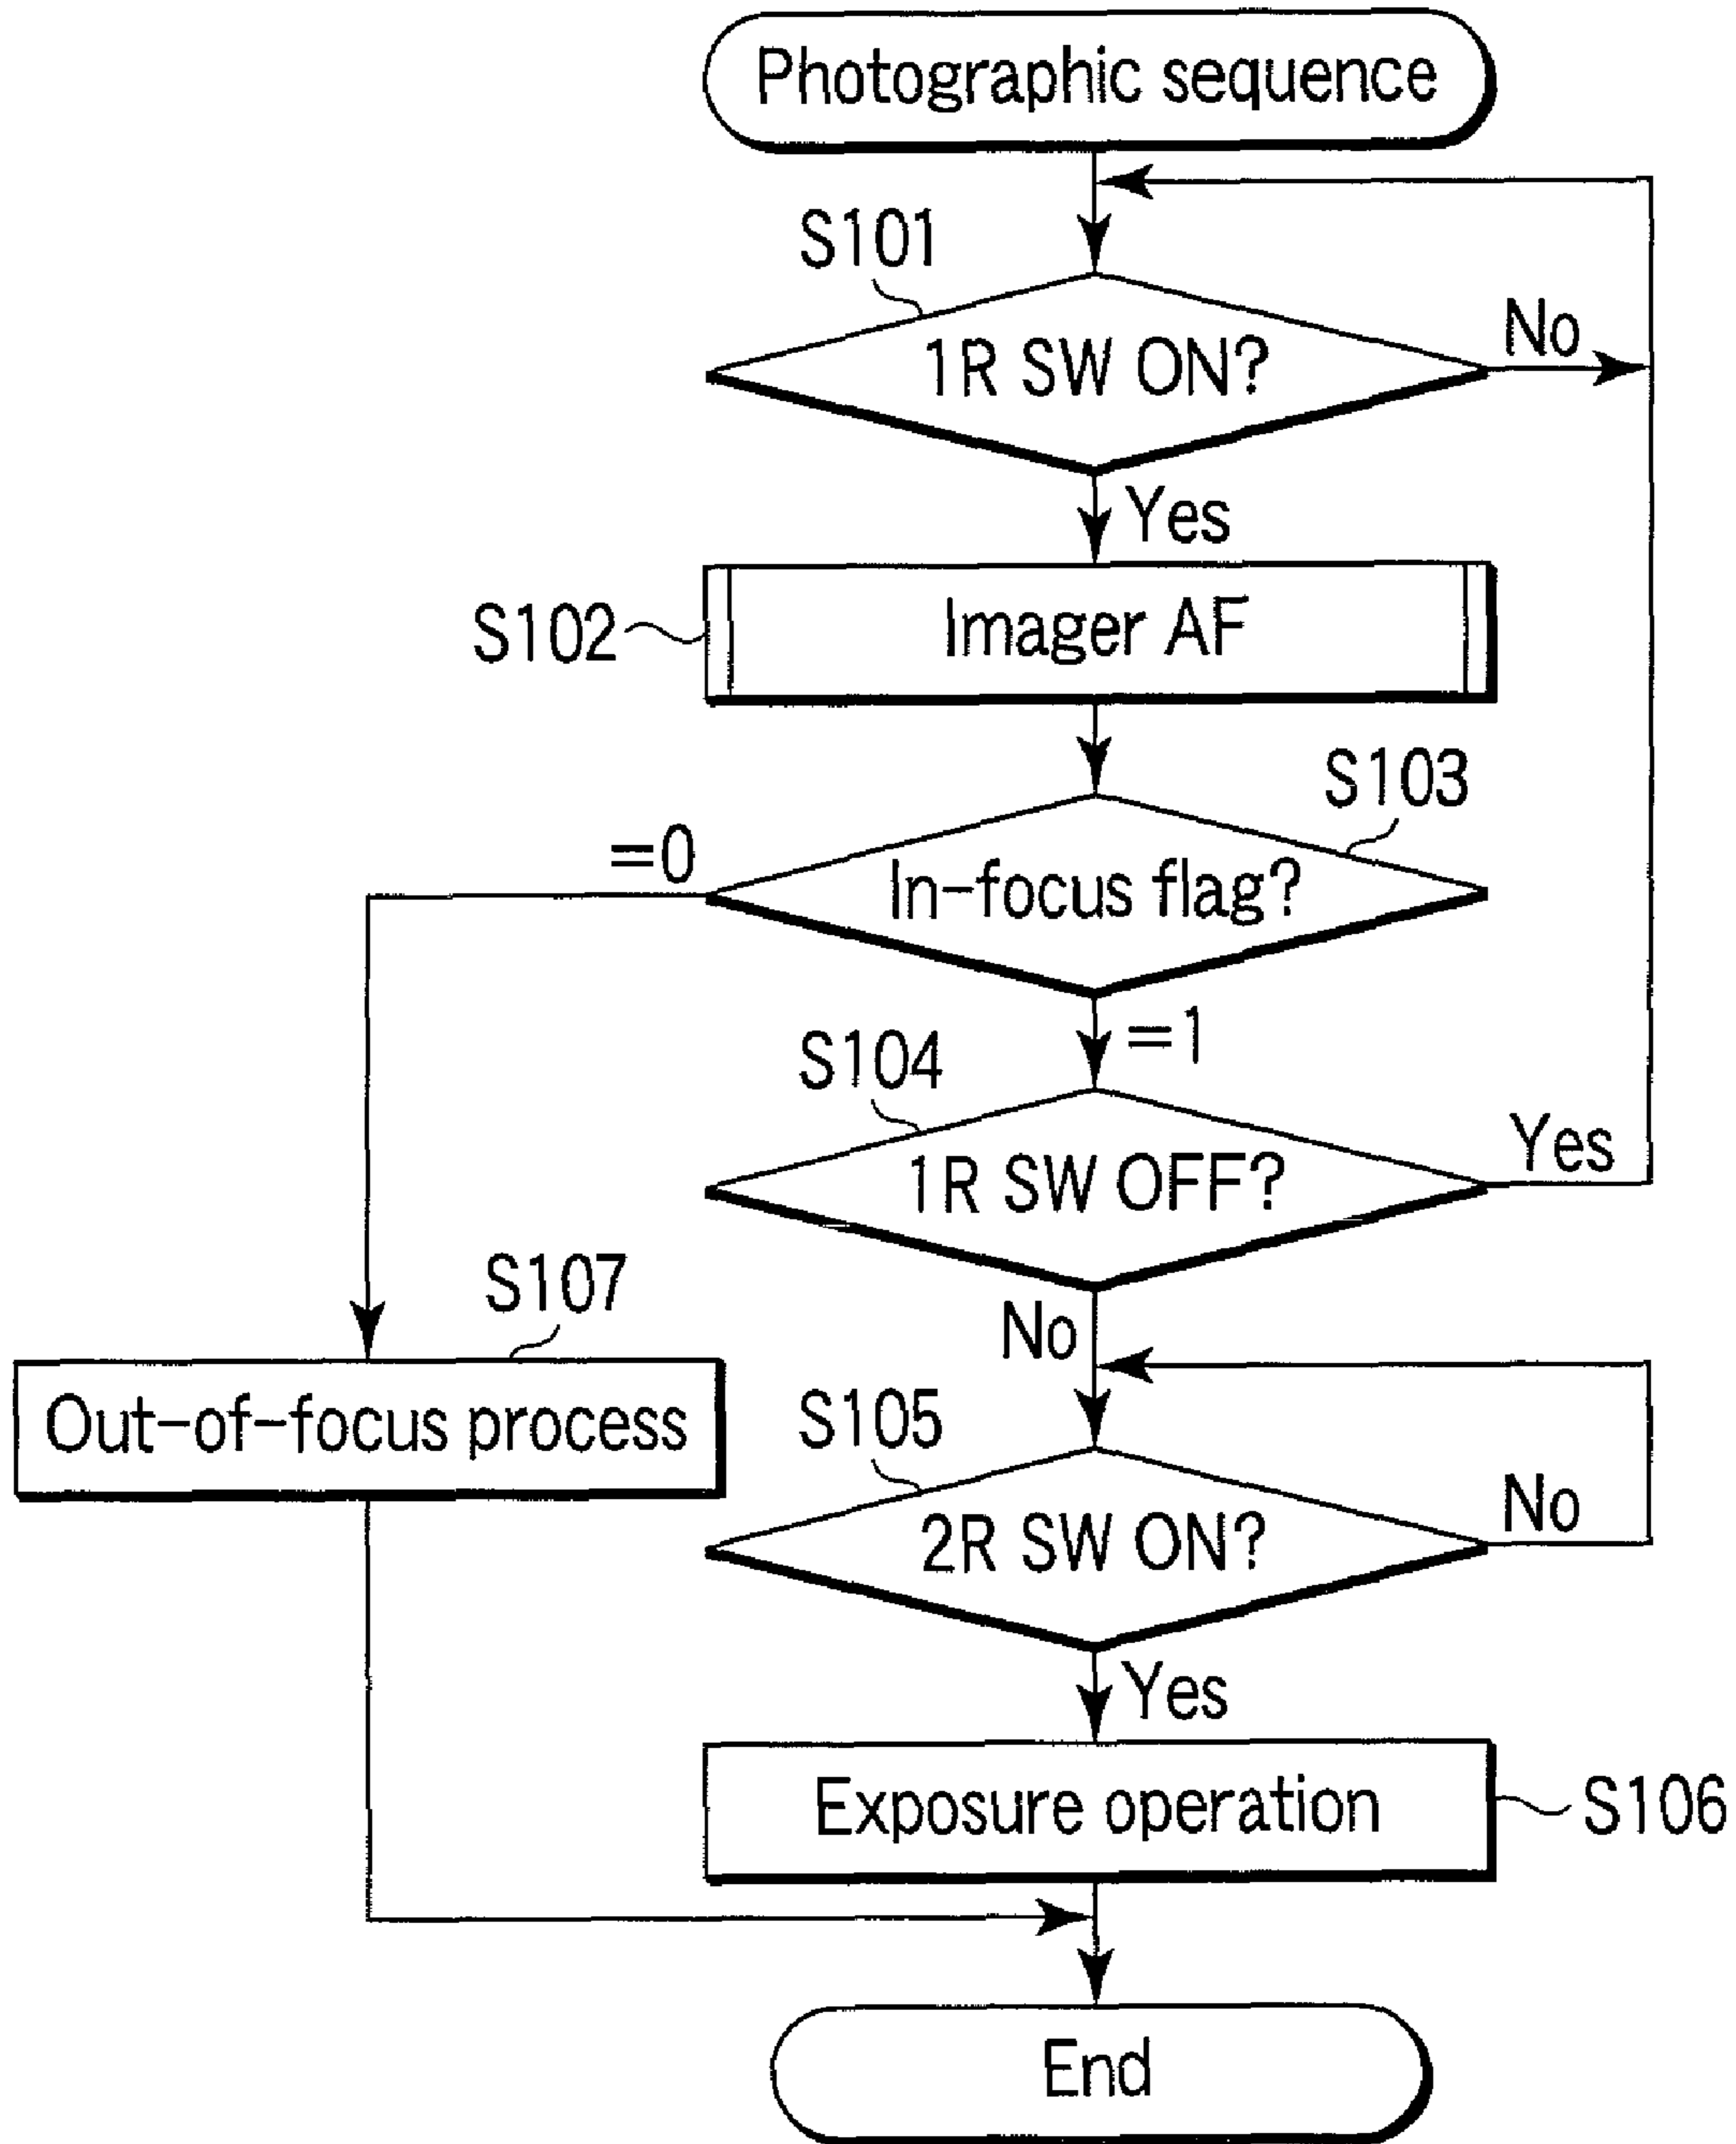 Photographic sequence
S101
1R SW ON?
No
Yes
S102
Imager AF
S103
=0
In-focus flag?
=1
S104
1R SW OFF?
Yes
S107
No
Out-of-focus process
S105
2R SW ON?
No
Yes
Exposure operation
S106
End